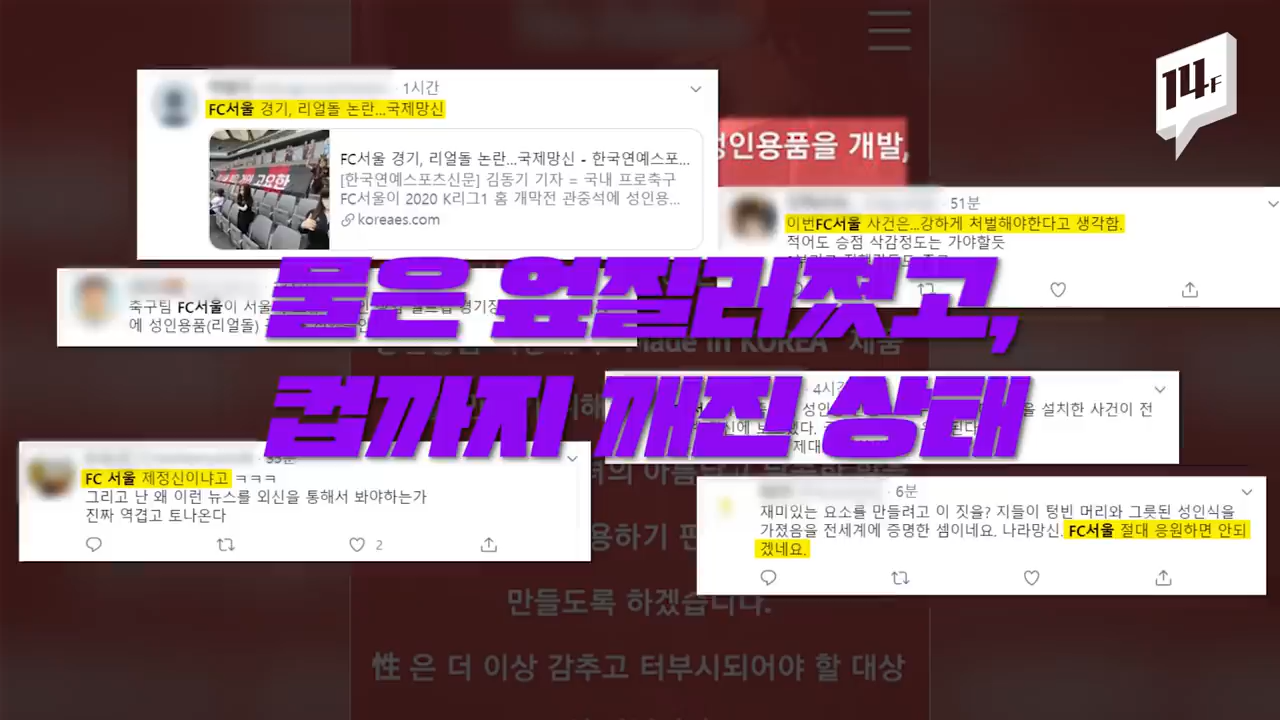 14F
1시간
FC서울 경기, 리얼돌 논란...국제망신
FC서울 경기, 리얼돌 논란...국제망신 - 한국연예스포...
[한국연예스포츠신문] 김동기 기자 = 국내 프로축구
FC서울이 2020 K리그1 홈 개막전 관중석에 성인용...
koreaes.com
성인용품을 개발,
51분
이번FC서울 사건은...강하게 처벌해야한다고 생각함.
적어도 승점 삭감정도는 가야할듯
축구팀 FC서울이 서울
에 성인용품(리얼돌)
물은 엎질러졌고,
컵까지 깨진 상태
Made in KOREA 제품
4시간
을 설치한 사건이 전
FC 서울 제정신이냐고 ㅋㅋㅋ
그리고 난 왜 이런 뉴스를 외신을 통해서 봐야하는가
진짜 역겹고 토나온다
2
6분
재미있는 요소를 만들려고 이 짓을? 지들이 텅빈 머리와 그릇된 성인식을
가졌음을 전세계에 증명한 셈이네요. 나라망신. FC서울 절대 응원하면 안되
겠네요.
만들도록 하겠습니다.
性 은 더 이상 감추고 터부시되어야 할 대상